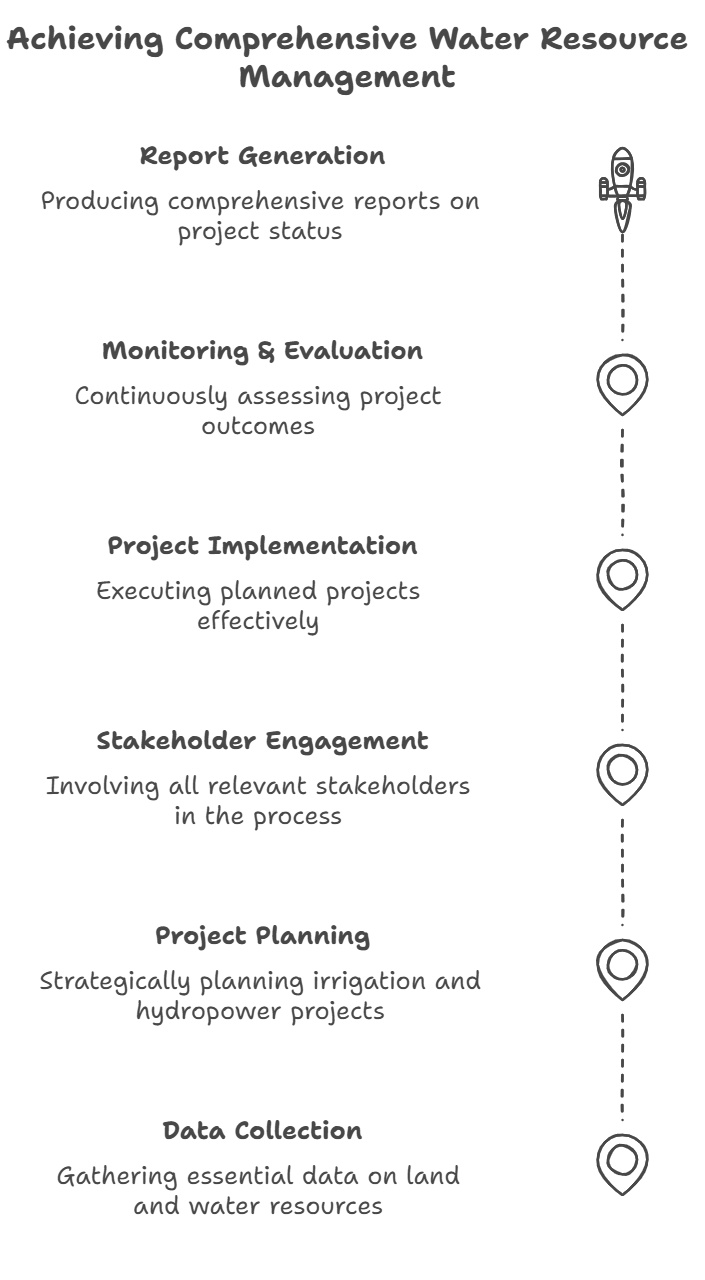 Achieving Comprehensive Water Resource
Management
Report Generation
Producing comprehensive reports on
project status
Monitoring & Evaluation
Continuously assessing project
outcomes
Project Implementation
Executing planned projects
effectively
Stakeholder Engagement
Involving all relevant stakeholders
in the process
Project Planning
Strategically planning irrigation and
hydropower projects
Data Collection
Gathering essential data on land
and water resources